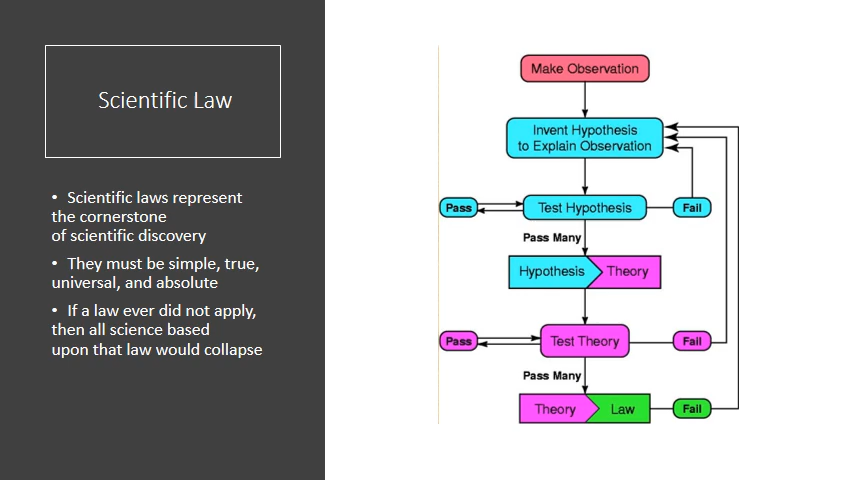 Scientific Law
• Scientific laws represent
the cornerstone
of scientific discovery
• They must be simple, true,
universal, and absolute
• If a law ever did not apply,
then all science based
upon that law would collapse
Make Observation
Invent Hypothesis
to Explain Observation
Pass
Test Hypothesis
Fail
Pass Many
Hypothesis
Theory
Pass
Test Theory
Fail
Pass Many
Theory
Law
Fail